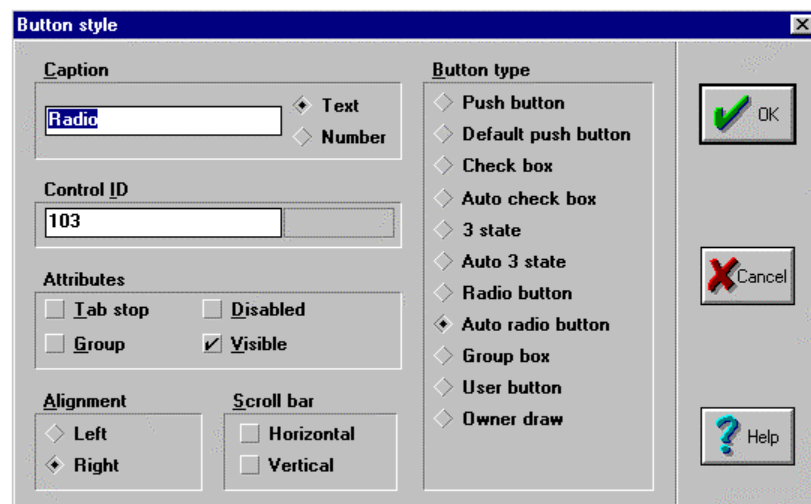 Button style
Caption
Radio
Text
Number
Control ID
103
Attributes
Tab stop
Disabled
Group
Visible
Alignment
Left
Right
Scroll bar
Horizontal
Vertical
Button type
Push button
Default push button
Check box
Auto check box
3 state
Auto 3 state
Radio button
Auto radio button
Group box
User button
Owner draw
OK
Cancel
Help